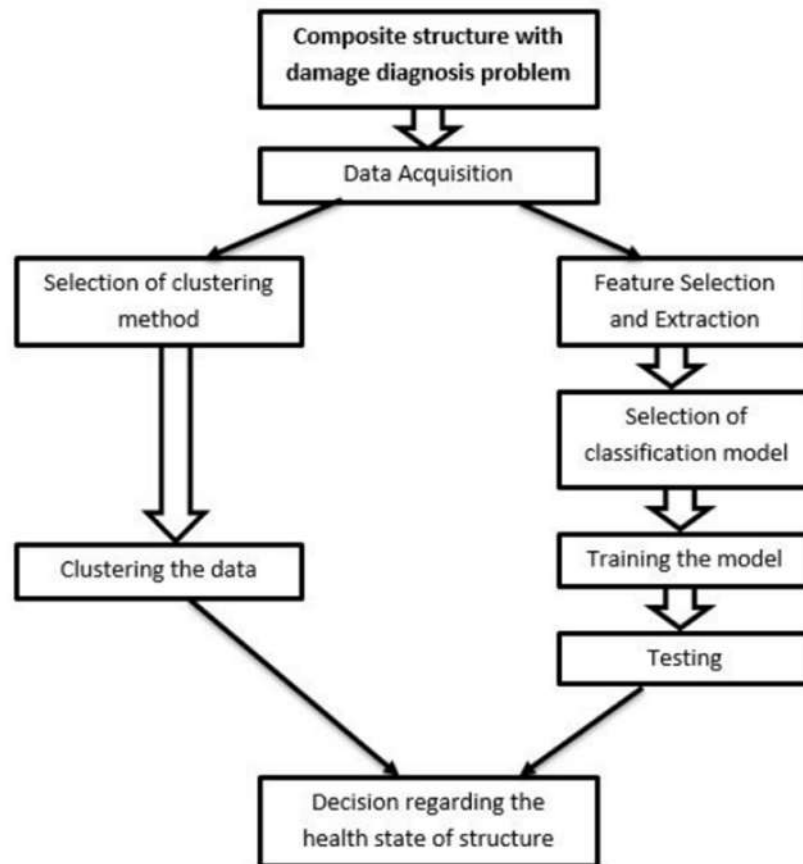 Composite structure with
damage diagnosis problem
Data Acquisition
Selection of clustering
method
Feature Selection
and Extraction
Selection of
classification model
Clustering the data
Training the model
Testing
Decision regarding the
health state of structure